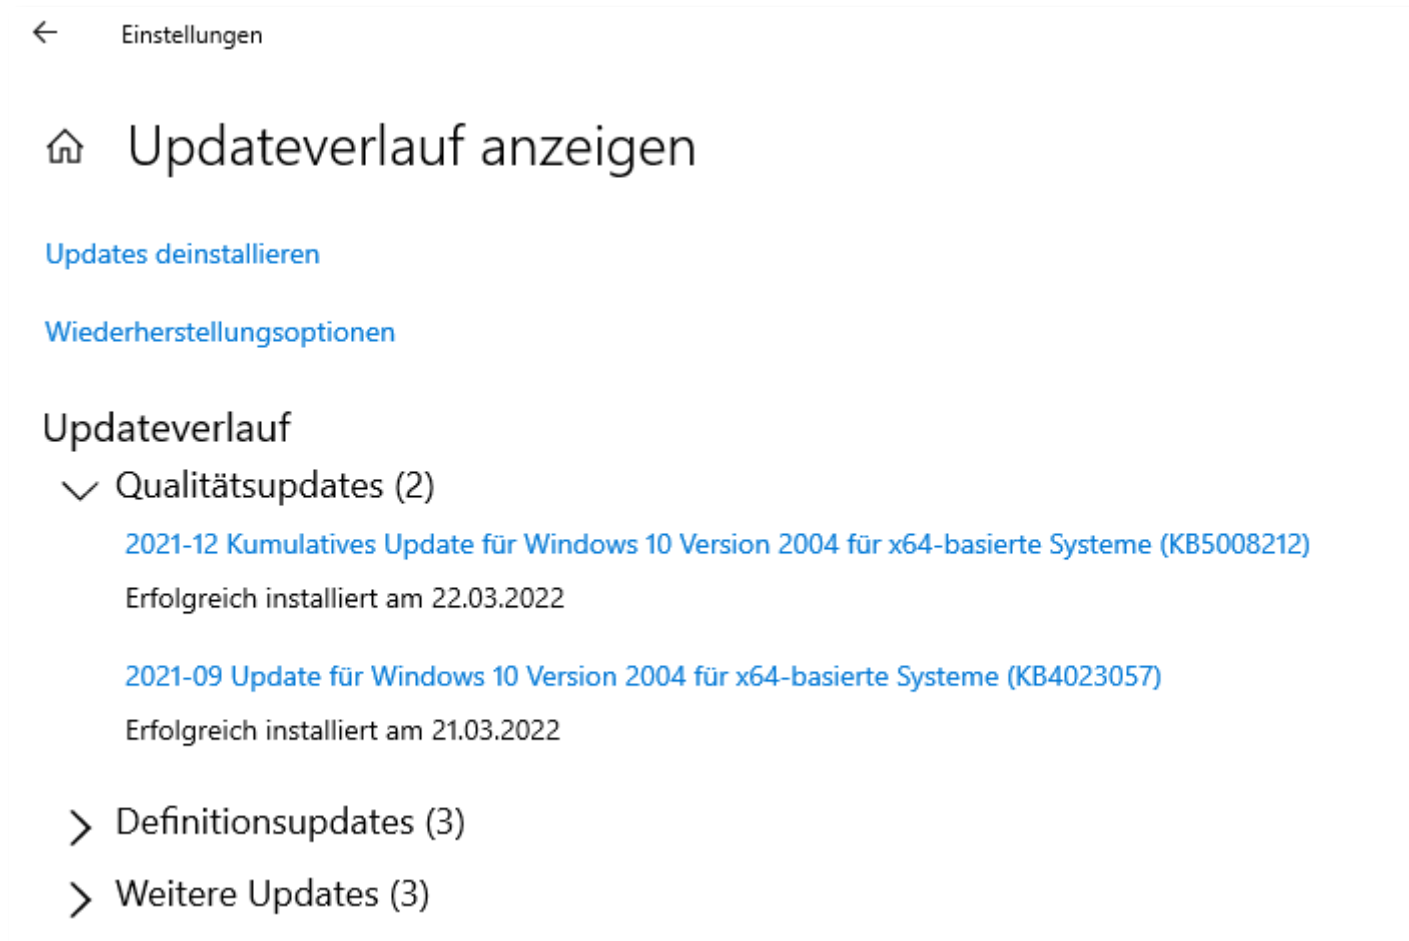 Einstellungen
Updateverlauf anzeigen
Updates deinstallieren
Wiederherstellungsoptionen
Updateverlauf
Qualitätsupdates (2)
2021-12 Kumulatives Update für Windows 10 Version 2004 für x64-basierte Systeme (KB5008212)
Erfolgreich installiert am 22.03.2022
2021-09 Update für Windows 10 Version 2004 für x64-basierte Systeme (KB4023057)
Erfolgreich installiert am 21.03.2022
Definitionsupdates (3)
Weitere Updates (3)